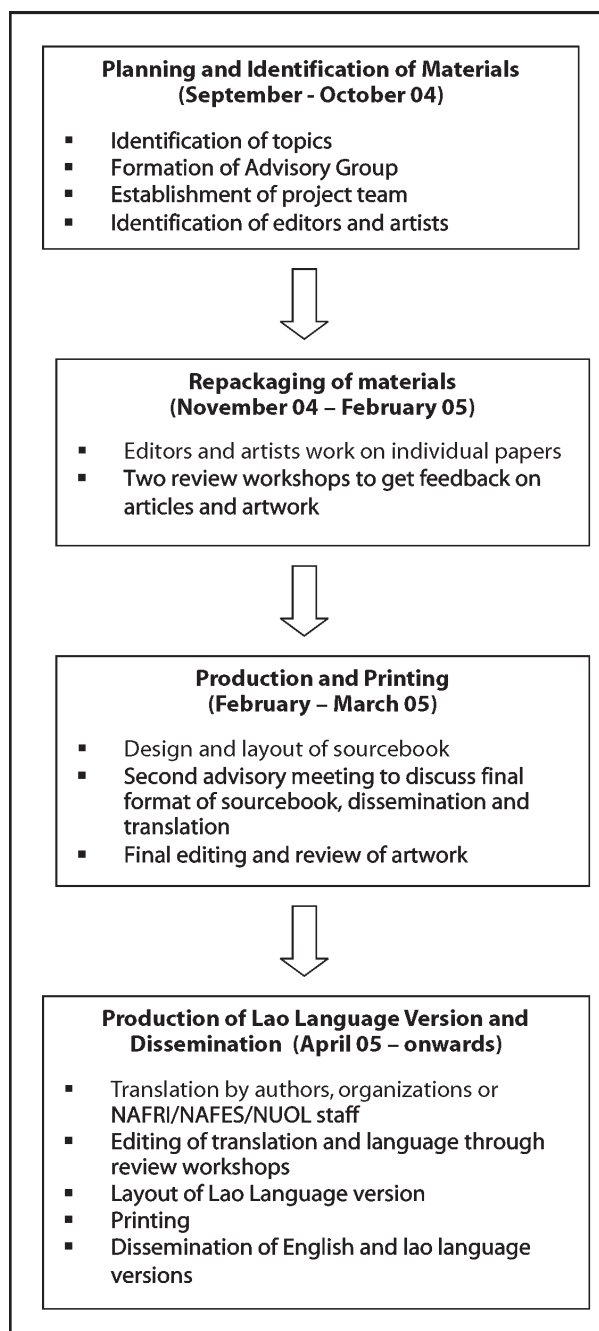 Planning and Identification of Materials
(September - October 04)
▪ Identification of topics
▪ Formation of Advisory Group
▪ Establishment of project team
▪ Identification of editors and artists
Repackaging of materials
(November 04 – February 05)
▪ Editors and artists work on individual papers
▪ Two review workshops to get feedback on
articles and artwork
Production and Printing
(February – March 05)
▪ Design and layout of sourcebook
▪ Second advisory meeting to discuss final
format of sourcebook, dissemination and
translation
▪ Final editing and review of artwork
Production of Lao Language Version and
Dissemination (April 05 – onwards)
▪ Translation by authors, organizations or
NAFRI/NAFES/NUOL staff
▪ Editing of translation and language through
review workshops
▪ Layout of Lao Language version
▪ Printing
▪ Dissemination of English and lao language
versions